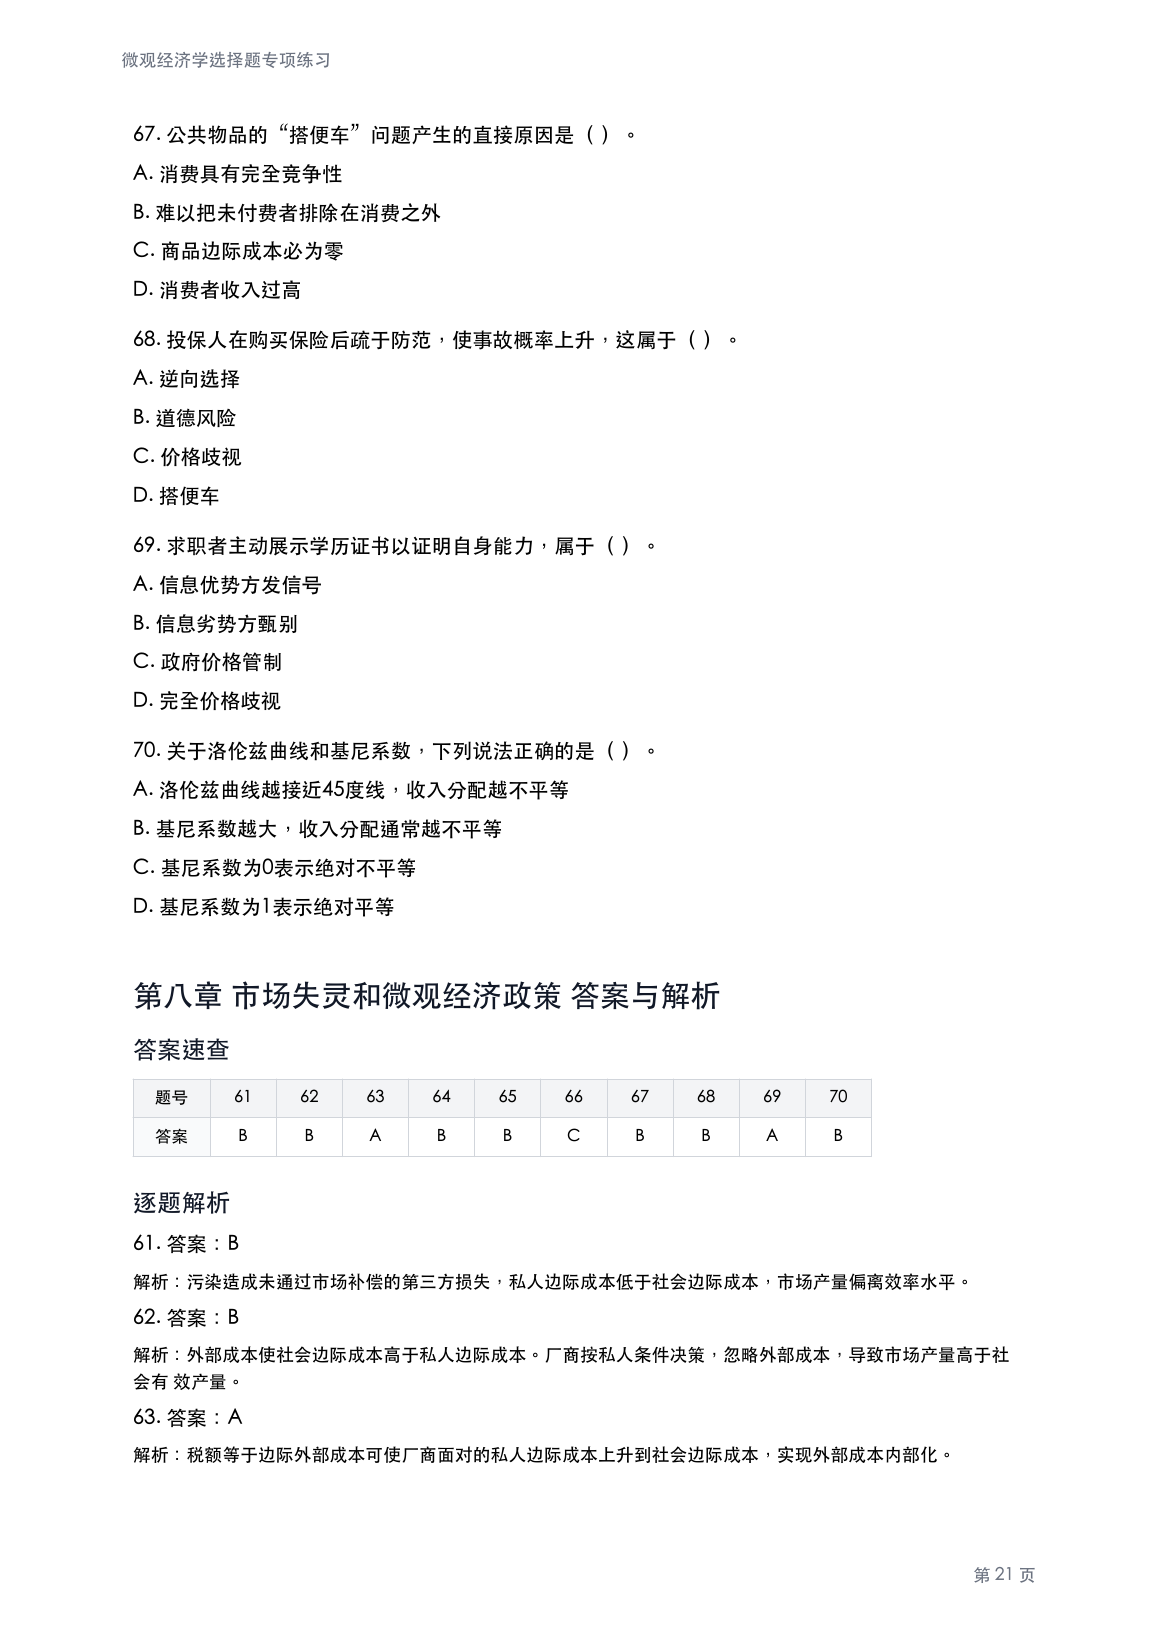 微观经济学选择题专项练习
67. 公共物品的“搭便车”问题产生的直接原因是（ ）。
A. 消费具有完全竞争性
B. 难以把未付费者排除在消费之外
C. 商品边际成本必为零
D. 消费者收入过高
68. 投保人在购买保险后疏于防范，使事故概率上升，这属于（ ）。
A. 逆向选择
B. 道德风险
C. 价格歧视
D. 搭便车
69. 求职者主动展示学历证书以证明自身能力，属于（ ）。
A. 信息优势方发信号
B. 信息劣势方甄别
C. 政府价格管制
D. 完全价格歧视
70. 关于洛伦兹曲线和基尼系数，下列说法正确的是（ ）。
A. 洛伦兹曲线越接近45度线，收入分配越不平等
B. 基尼系数越大，收入分配通常越不平等
C. 基尼系数为0表示绝对不平等
D. 基尼系数为1表示绝对平等
第八章 市场失灵和微观经济政策 答案与解析
答案速查
题号 61 62 63 64 65 66 67 68 69 70
答案 B B A B B C B B A B
逐题解析
61. 答案：B
解析：污染造成未通过市场补偿的第三方损失，私人边际成本低于社会边际成本，市场产量偏离效率水平。
62. 答案：B
解析：外部成本使社会边际成本高于私人边际成本。厂商按私人条件决策，忽略外部成本，导致市场产量高于社
会有 效产量。
63. 答案：A
解析：税额等于边际外部成本可使厂商面对的私人边际成本上升到社会边际成本，实现外部成本内部化。
第 21 页